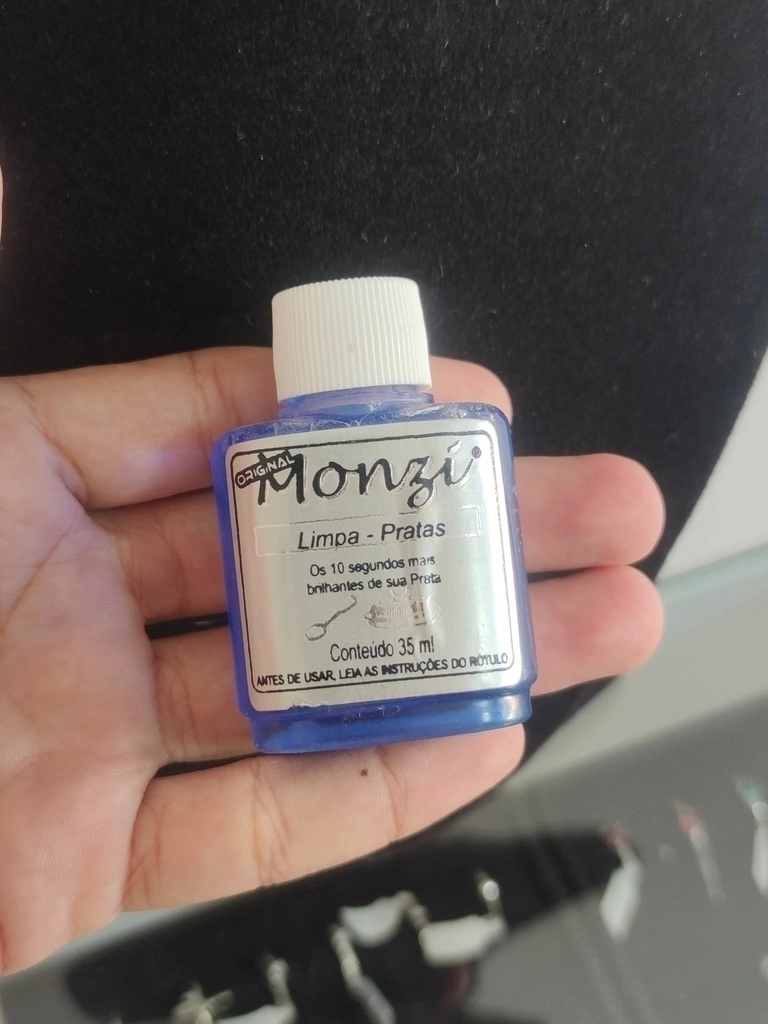 ORIGINAL
Monzí
Limpa - Pratas
Os 10 segundos mais
brilhantes de sua Prata
Conteúdo 35 ml
ANTES DE USAR, LEIA AS INSTRUÇÕES DO RÓTULO